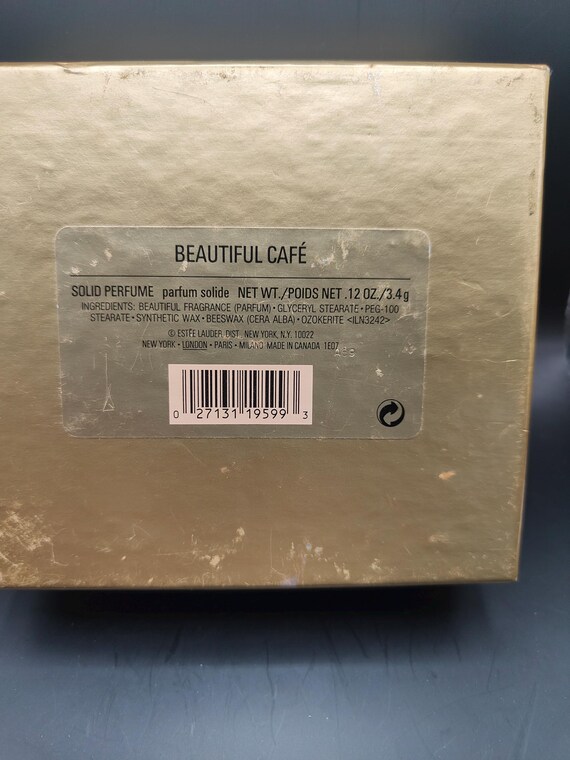 BEAUTIFUL CAFÉ
SOLID PERFUME parfum solide NET WT./POIDS NET .12 OZ./3.4g
INGREDIENTS: BEAUTIFUL FRAGRANCE (PARFUM) • GLYCERYL STEARATE • PEG-100
STEARATE • SYNTHETIC WAX • BEESWAX (CERA ALBA) • OZOKERITE <ILN3242>
© ESTÉE LAUDER, DIST. NEW YORK, N.Y. 10022
NEW YORK • LONDON • PARIS • MILANO MADE IN CANADA 1E07
0 27131 19599 3